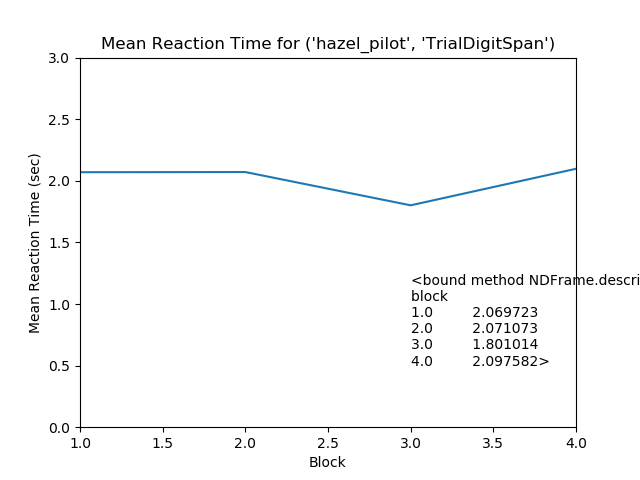 Mean Reaction Time for ('hazel_pilot', 'TrialDigitSpan')
3.0
2.5
2.0
1.5
1.0
0.5
0.0
Mean Reaction Time (sec)
<bound method NDFrame.descri
block
1.0 2.069723
2.0 2.071073
3.0 1.801014
4.0 2.097582>
1.0 1.5 2.0 2.5 3.0 3.5 4.0
Block